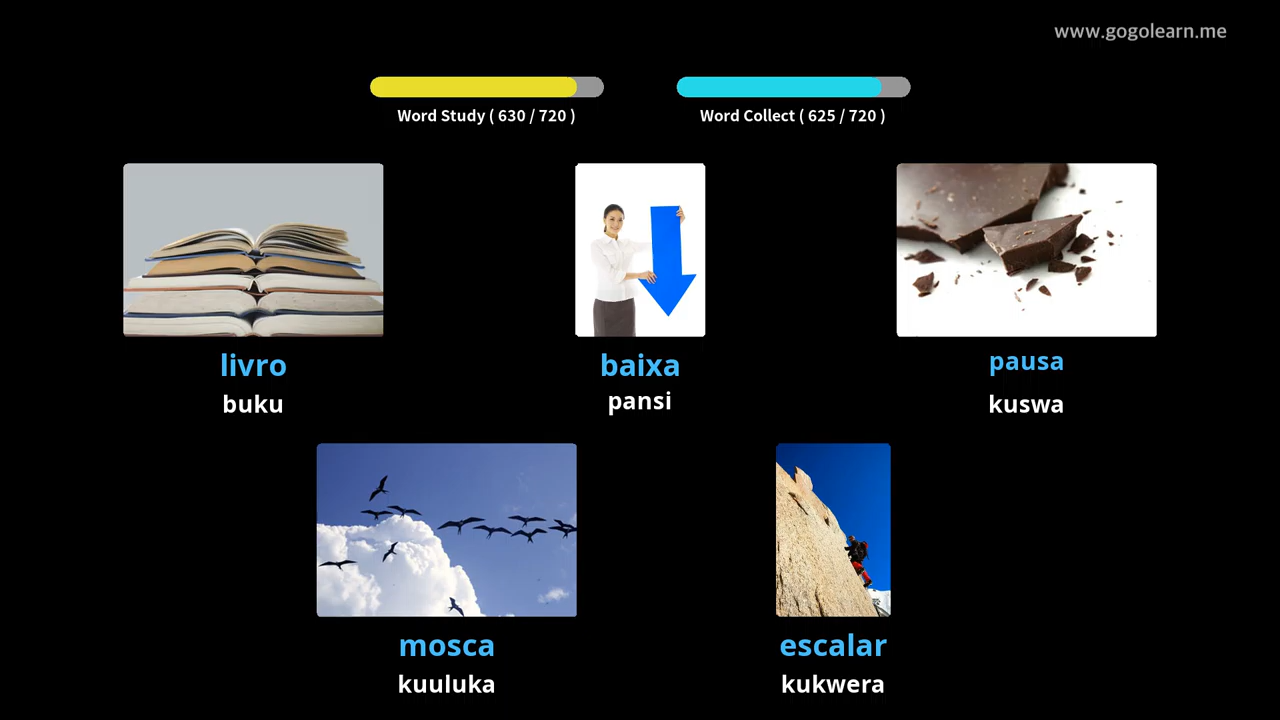 www.gogolearn.me
Word Study ( 630 / 720 )
Word Collect ( 625 / 720 )
livro
buku
baixa
pansi
pausa
kuswa
mosca
kuuluka
escalar
kukwera